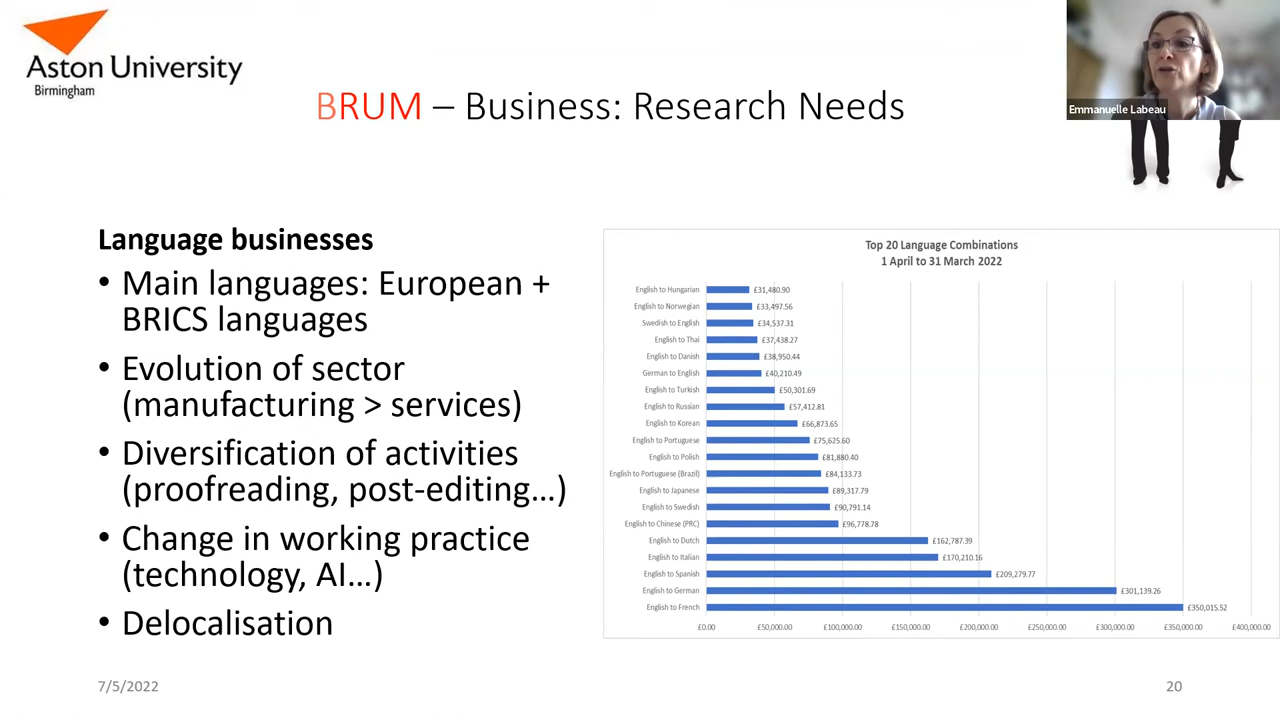 Aston University
Birmingham
BRUM – Business: Research Needs
Emmanuelle Labeau
Language businesses
• Main languages: European +
BRICS languages
• Evolution of sector
(manufacturing > services)
• Diversification of activities
(proofreading, post-editing…)
• Change in working practice
(technology, AI…)
• Delocalisation
Top 20 Language Combinations
1 April to 31 March 2022
English to Hungarian £31,480.90
English to Norwegian £33,497.56
Swedish to English £34,537.31
English to Thai £37,438.27
English to Danish £38,950.44
German to English £40,210.49
English to Turkish £50,301.69
English to Russian £57,412.81
English to Korean £66,873.65
English to Portuguese £75,625.60
English to Polish £81,880.40
English to Portuguese (Brazil) £84,133.73
English to Japanese £89,317.79
English to Swedish £90,791.14
English to Chinese (PRC) £96,778.78
English to Dutch £162,787.39
English to Italian £170,210.16
English to Spanish £209,279.77
English to German £301,139.26
English to French £350,015.52
£0.00 £50,000.00 £100,000.00 £150,000.00 £200,000.00 £250,000.00 £300,000.00 £350,000.00 £400,000.00
7/5/2022
20